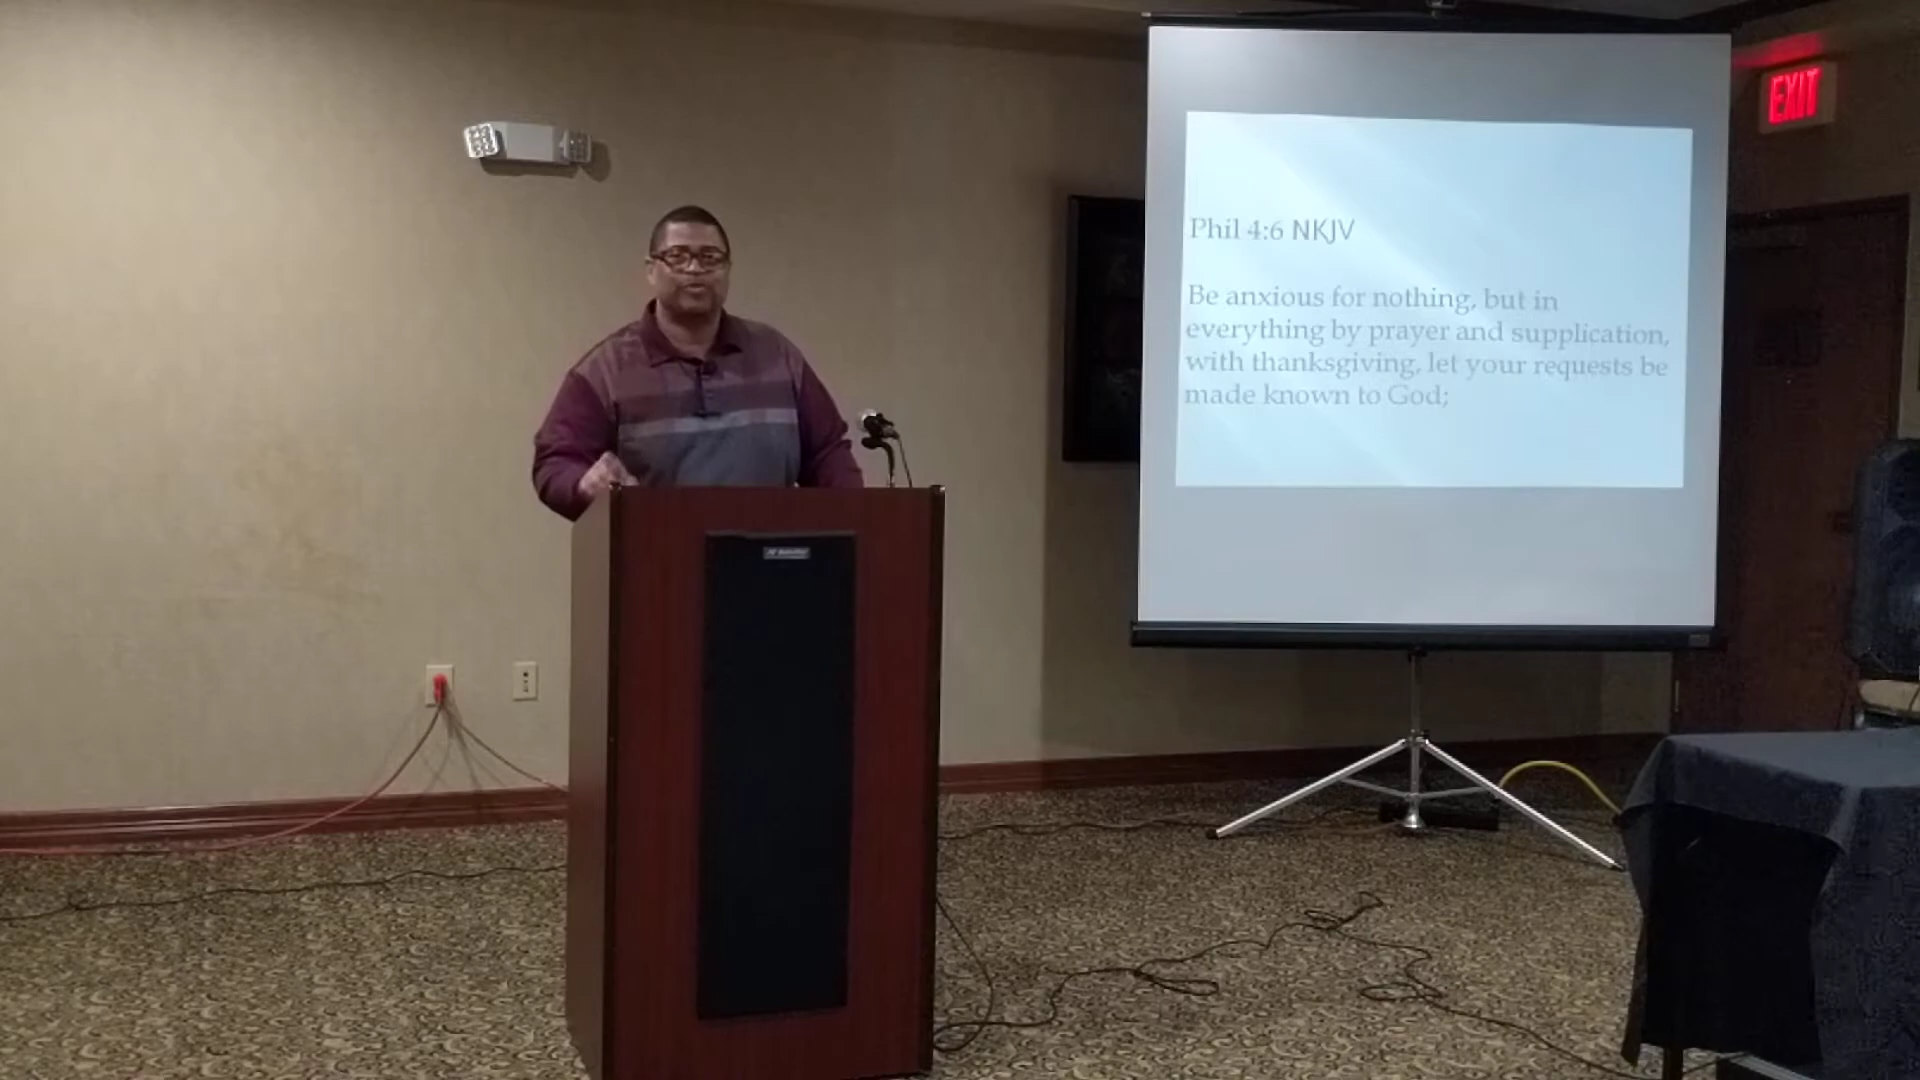 EXIT
Phil 4:6 NKJV
Be anxious for nothing, but in
everything by prayer and supplication,
with thanksgiving, let your requests be
made known to God;